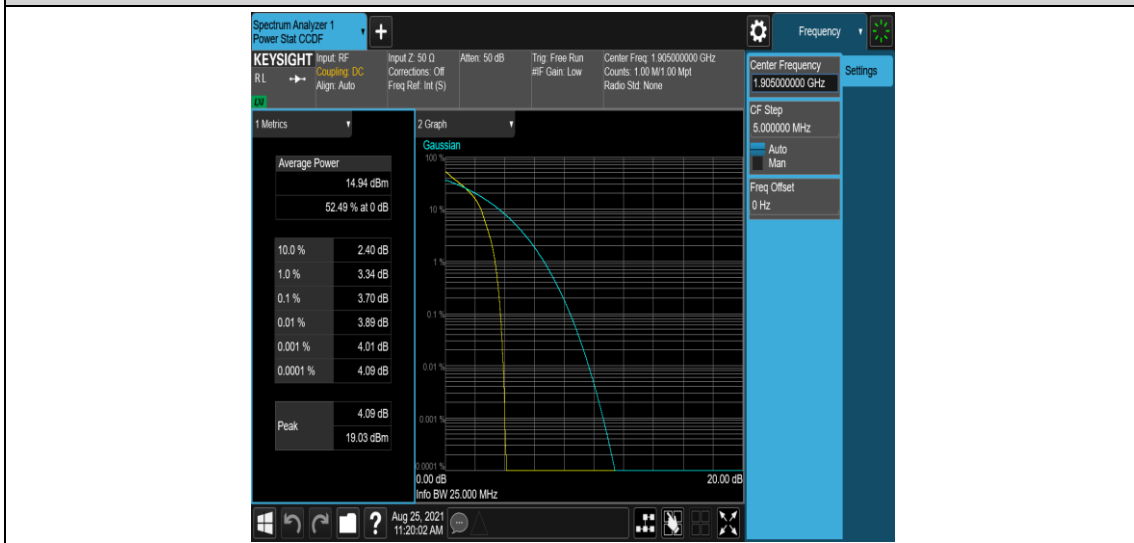 Spectrum Analyzer 1
Power Stat CCDF
+
Frequency
KEYSIGHT
RL
LXI
Input: RF
Coupling: DC
Align: Auto
Input Z: 50 Ω
Corrections: Off
Freq Ref: Int (S)
Atten: 50 dB
Trig: Free Run
#IF Gain: Low
Center Freq: 1.905000000 GHz
Counts: 1.00 M/1.00 Mpt
Radio Std: None
Center Frequency
1.905000000 GHz
Settings
CF Step
5.000000 MHz
Auto
Man
Freq Offset
0 Hz
1 Metrics
Average Power
14.94 dBm
52.49 % at 0 dB
10.0 % 2.40 dB
1.0 % 3.34 dB
0.1 % 3.70 dB
0.01 % 3.89 dB
0.001 % 4.01 dB
0.0001 % 4.09 dB
Peak
4.09 dB
19.03 dBm
2 Graph
Gaussian
100 %
10 %
1 %
0.1 %
0.01 %
0.001 %
0.0001 %
0.00 dB 20.00 dB
Info BW 25.000 MHz
?
Aug 25, 2021
11:20:02 AM